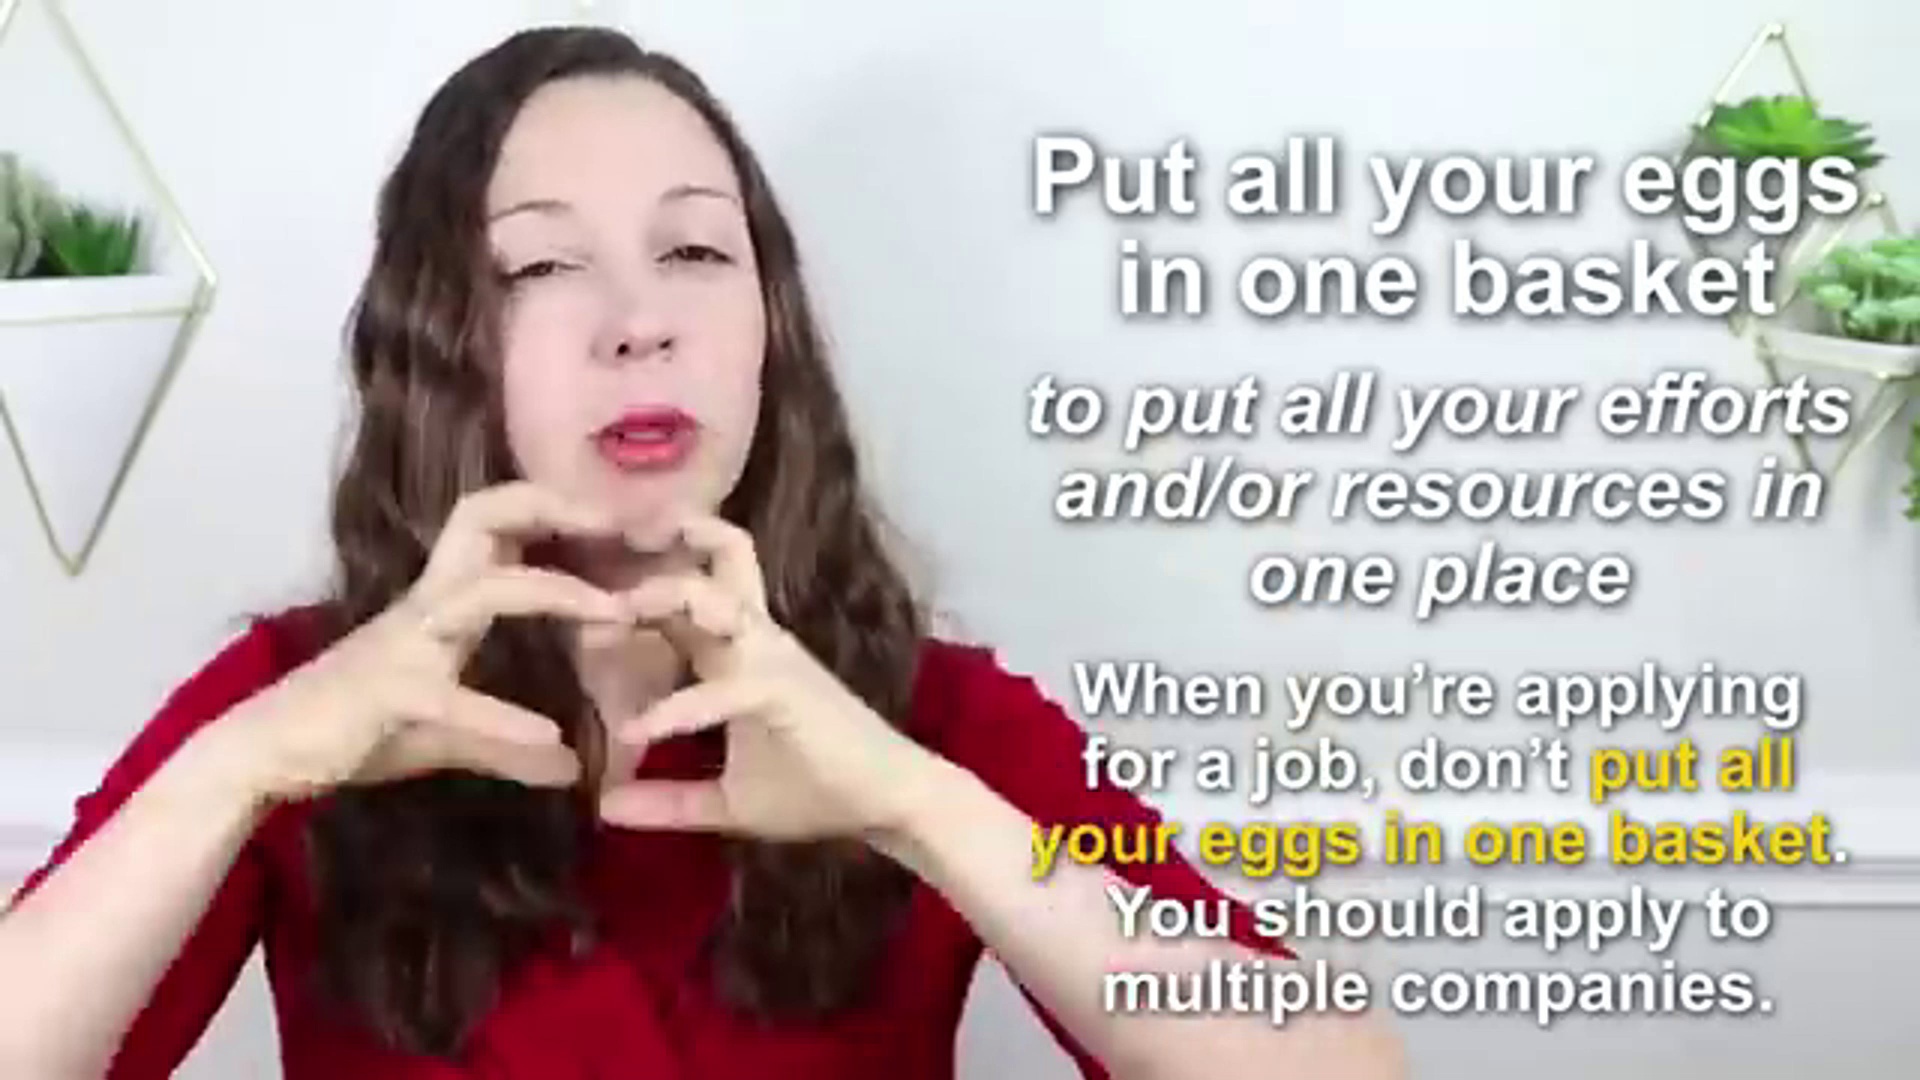 Put all your eggs
in one basket
to put all your efforts
and/or resources in
one place
When you’re applying
for a job, don’t put all
your eggs in one basket.
You should apply to
multiple companies.